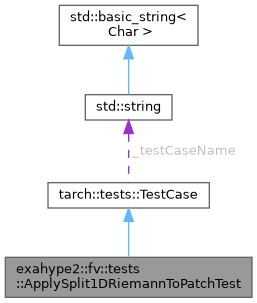 std::basic_string<
Char >
std::string
_testCaseName
tarch::tests::TestCase
exahype2::fv::tests
::ApplySplit1DRiemannToPatchTest